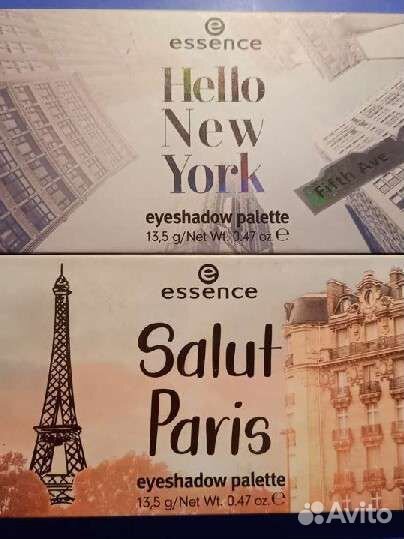 essence
Hello
New
York
Fifth Ave
eyeshadow palette
13,5 g/Net Wt. 0.47 oz. ℮
essence
Salut
Paris
eyeshadow palette
13,5 g/Net Wt. 0.47 oz. ℮
Avito